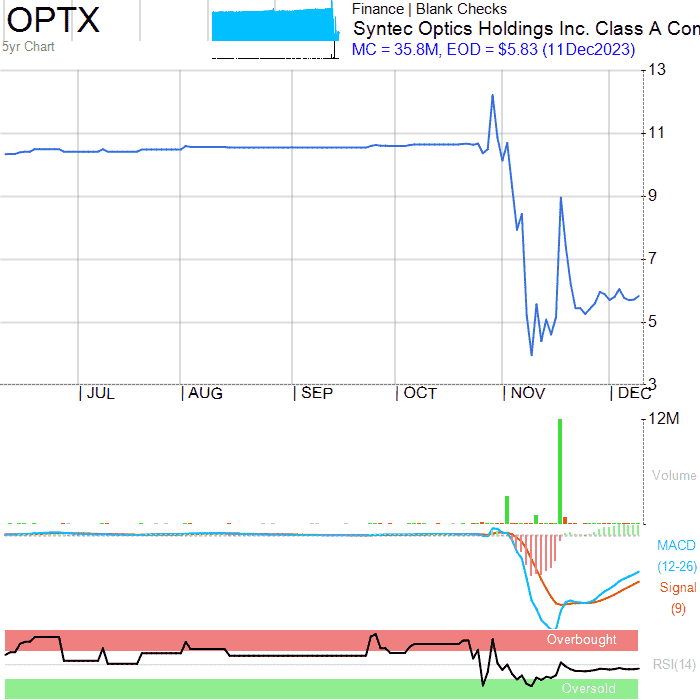 OPTX
5yr Chart
Finance | Blank Checks
Syntec Optics Holdings Inc. Class A Con
MC = 35.8M, EOD = $5.83 (11Dec2023)
13
11
9
7
5
3
| JUL | AUG | SEP | OCT | NOV | DEC
12M
Volume
MACD
(12-26)
Signal
(9)
Overbought
RSI(14)
Oversold